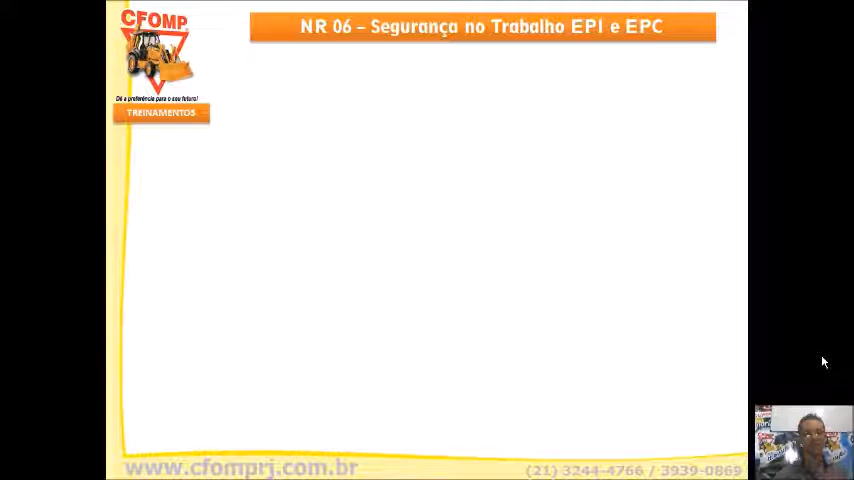 CFOMP
NR 06 – Segurança no Trabalho EPI e EPC
Dê a preferência para o seu futuro!
TREINAMENTOS
www.cfomprj.com.br
(21) 3244-4766 / 3939-0869